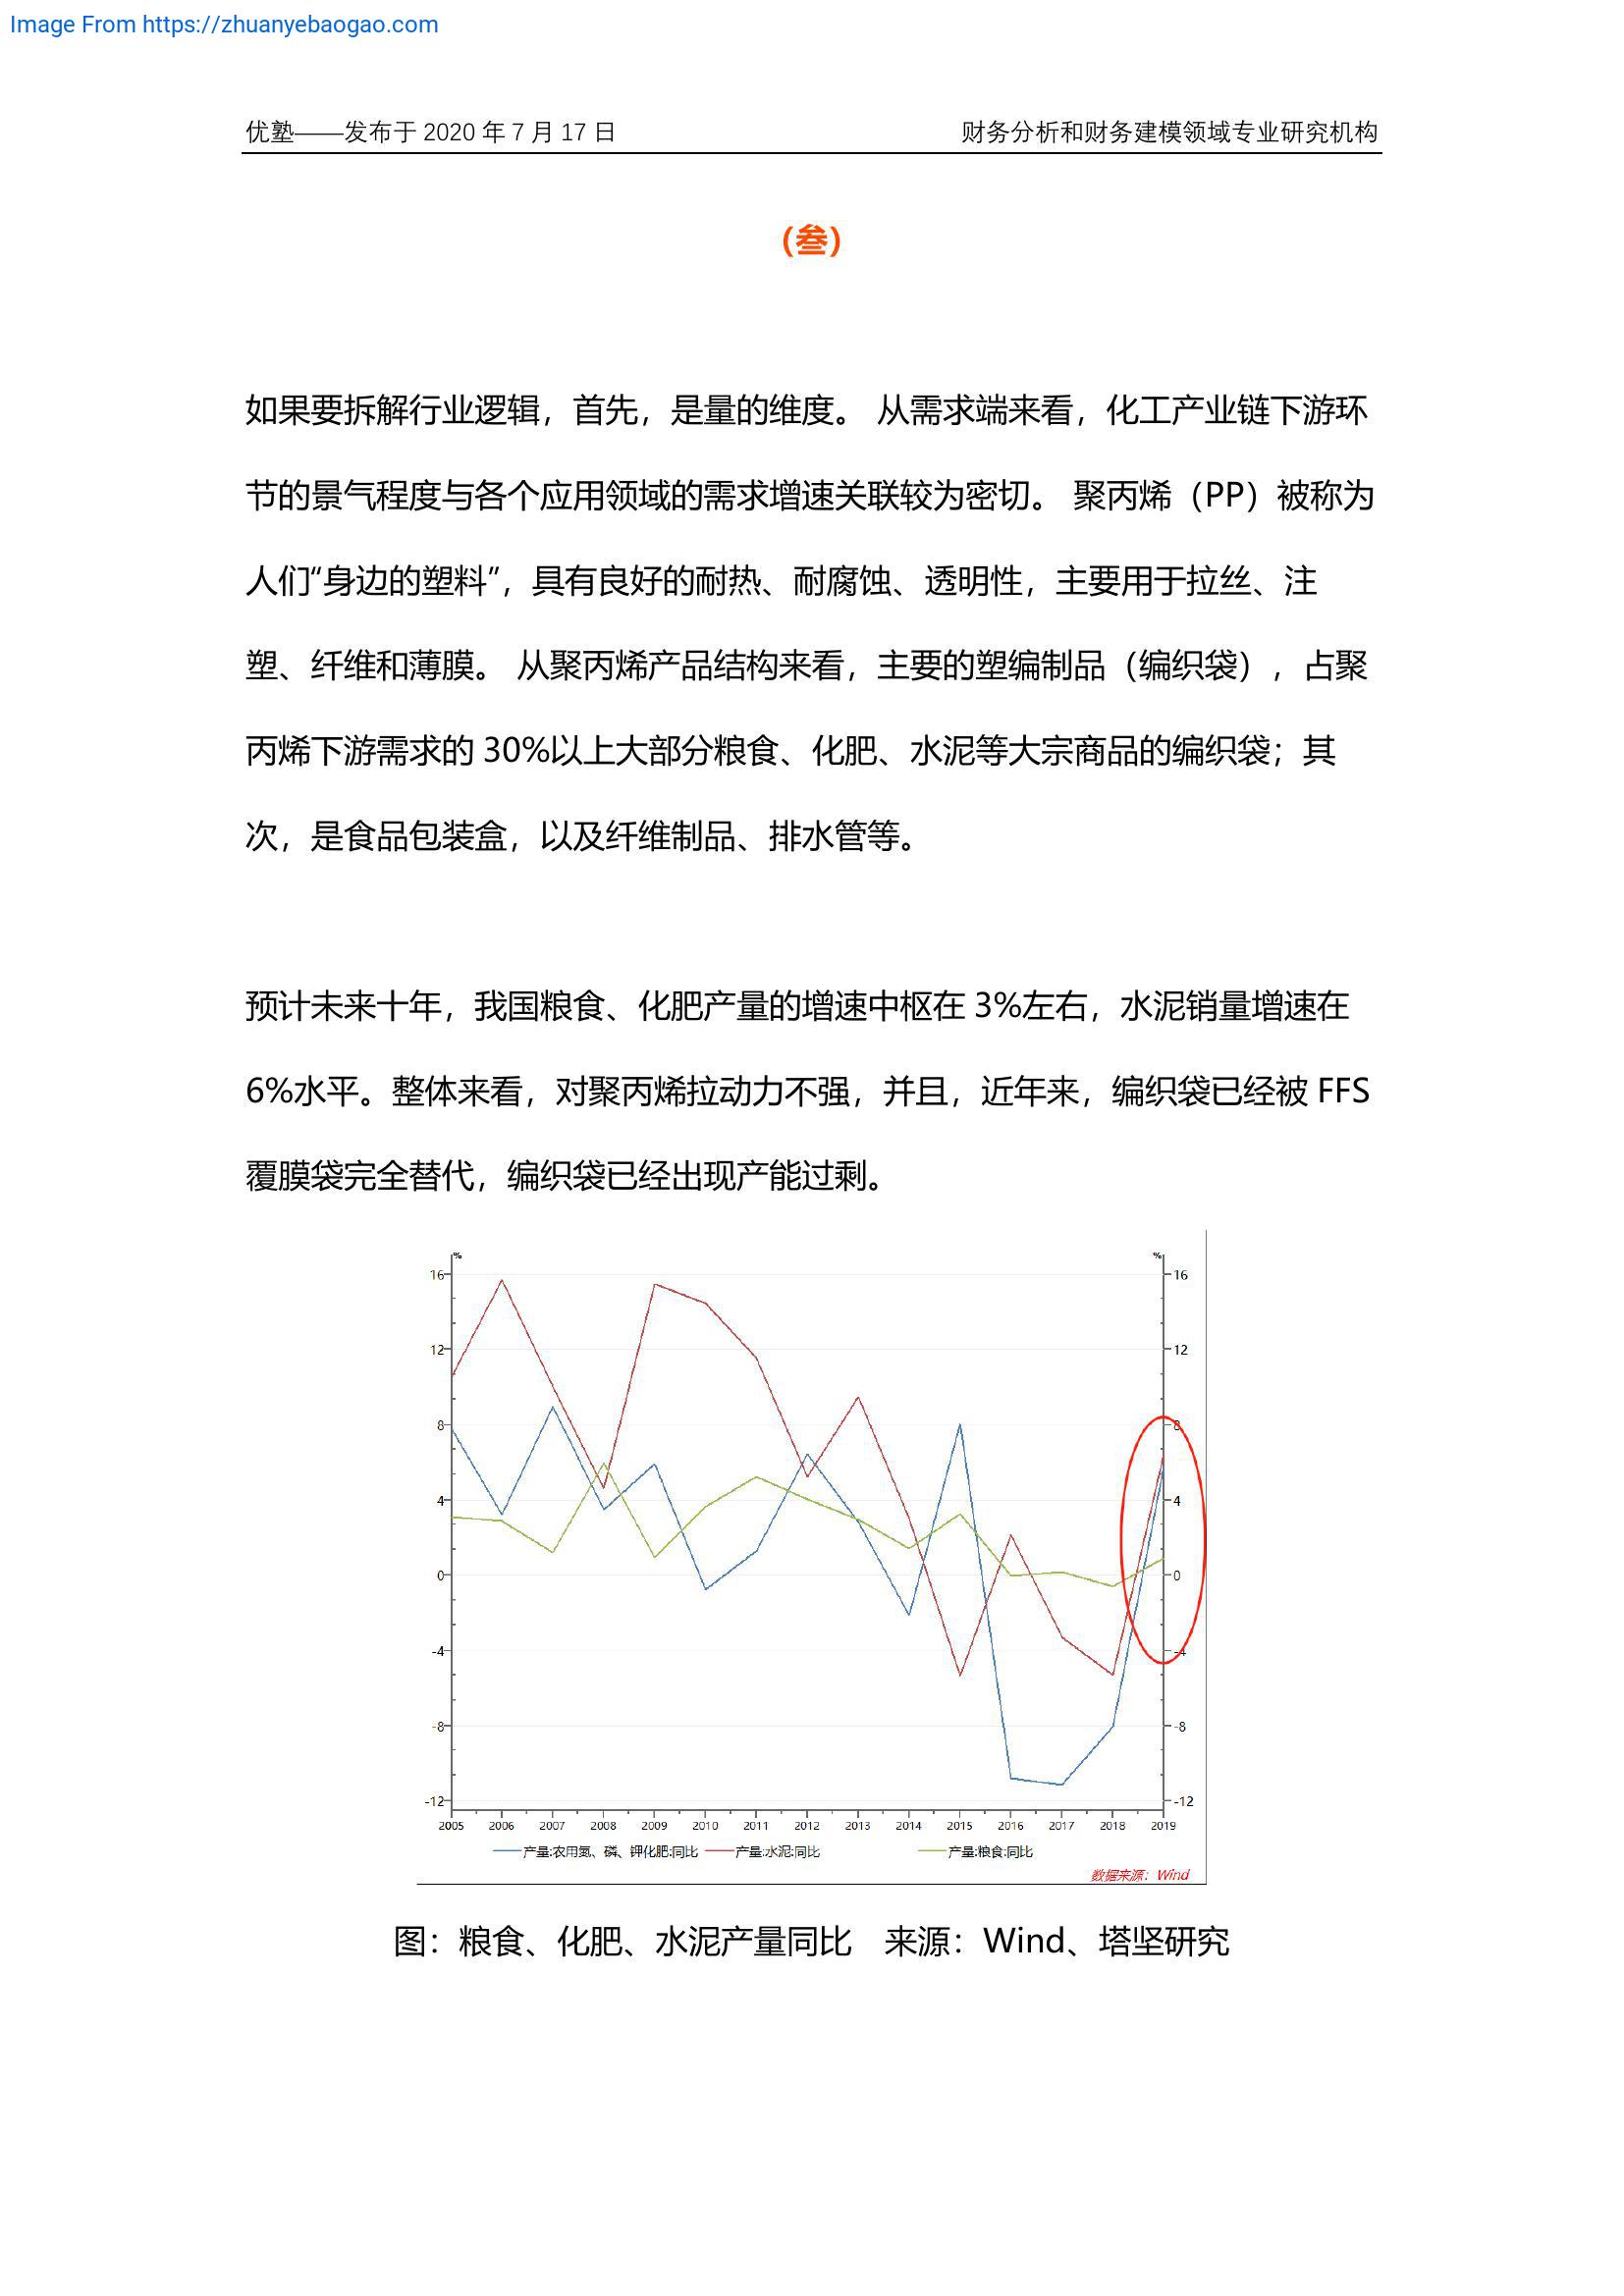 Image From https://zhuanyebaogao.com
优塾——发布于 2020 年 7 月 17 日 财务分析和财务建模领域专业研究机构
(叁)
如果要拆解行业逻辑，首先，是量的维度。 从需求端来看，化工产业链下游环
节的景气程度与各个应用领域的需求增速关联较为密切。 聚丙烯（PP）被称为
人们“身边的塑料”，具有良好的耐热、耐腐蚀、透明性，主要用于拉丝、注
塑、纤维和薄膜。 从聚丙烯产品结构来看，主要的塑编制品（编织袋），占聚
丙烯下游需求的 30%以上大部分粮食、化肥、水泥等大宗商品的编织袋；其
次，是食品包装盒，以及纤维制品、排水管等。
预计未来十年，我国粮食、化肥产量的增速中枢在 3%左右，水泥销量增速在
6%水平。整体来看，对聚丙烯拉动力不强，并且，近年来，编织袋已经被 FFS
覆膜袋完全替代，编织袋已经出现产能过剩。
% %
16 16
12 12
8 8
4 4
0 0
-4 -4
-8 -8
-12 -12
2005 2006 2007 2008 2009 2010 2011 2012 2013 2014 2015 2016 2017 2018 2019
产量:农用氮、磷、钾化肥:同比 产量:水泥:同比 产量:粮食:同比
数据来源：Wind
图：粮食、化肥、水泥产量同比 来源：Wind、塔坚研究